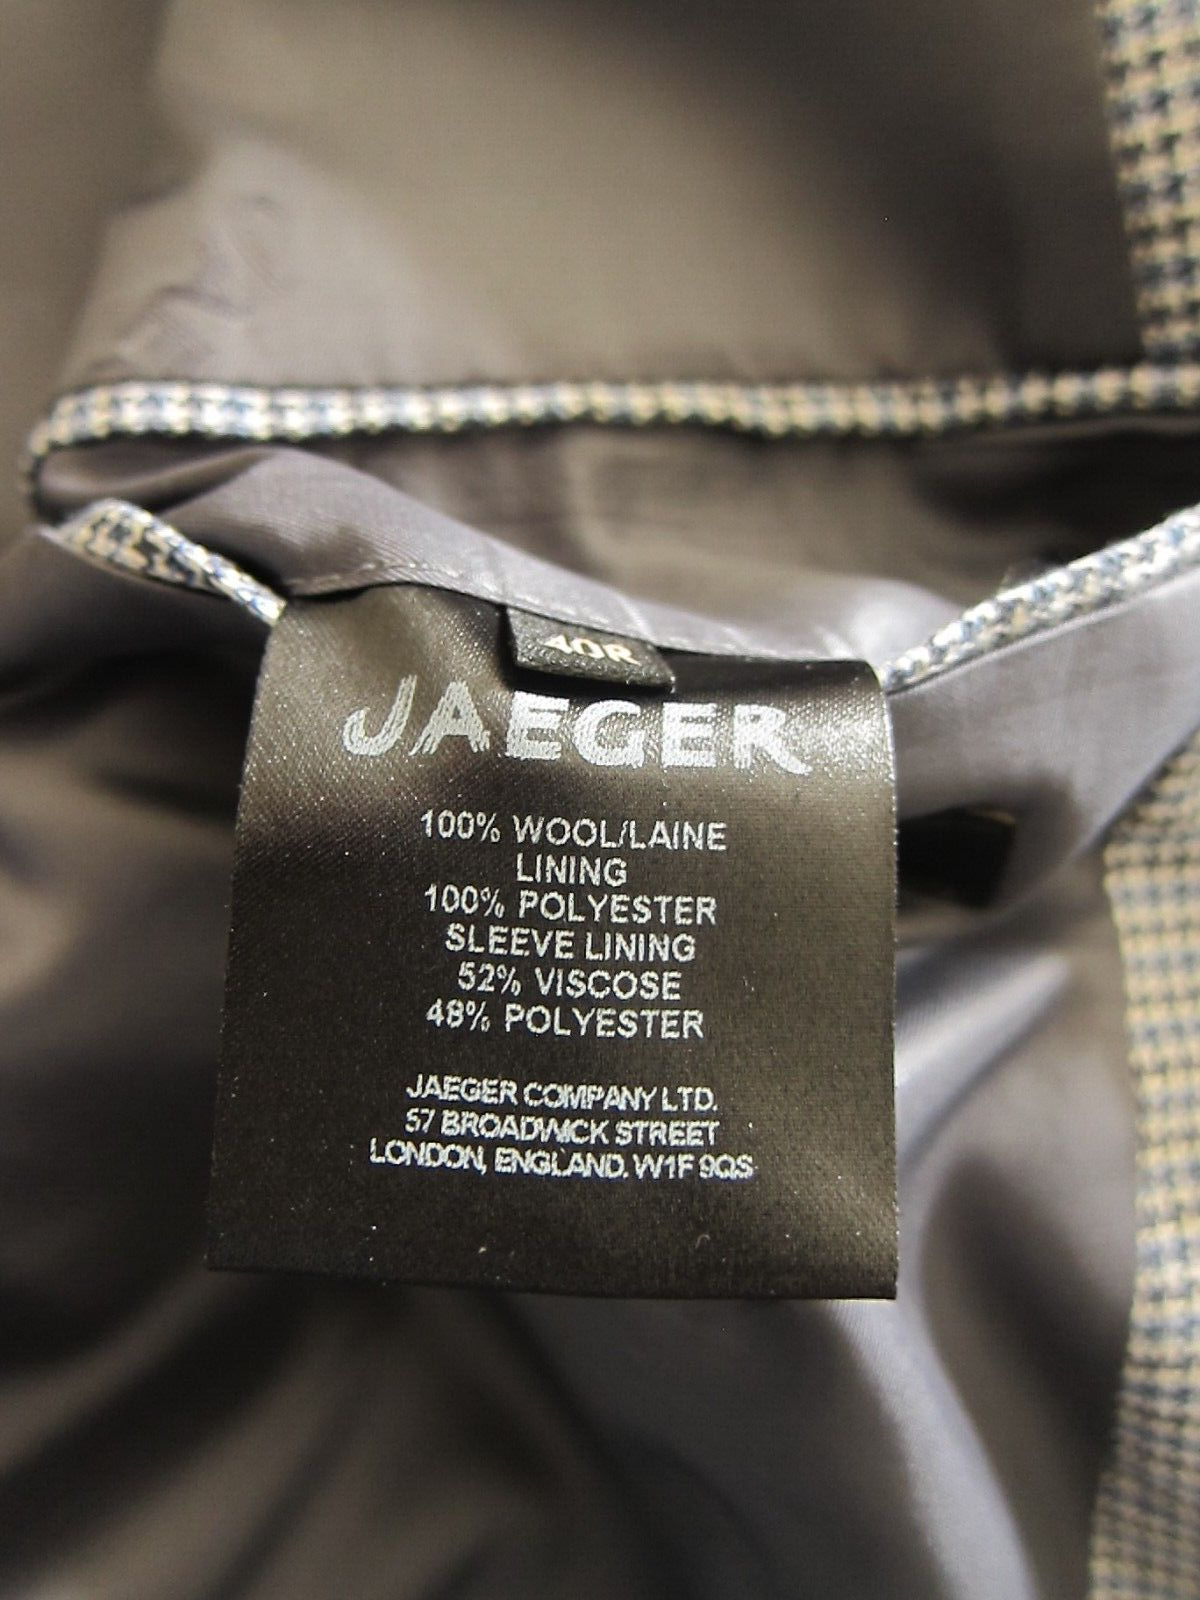 40R
JAEGER
100% WOOL/LAINE
LINING
100% POLYESTER
SLEEVE LINING
52% VISCOSE
48% POLYESTER
JAEGER COMPANY LTD.
57 BROADWICK STREET
LONDON, ENGLAND. W1F 9QS